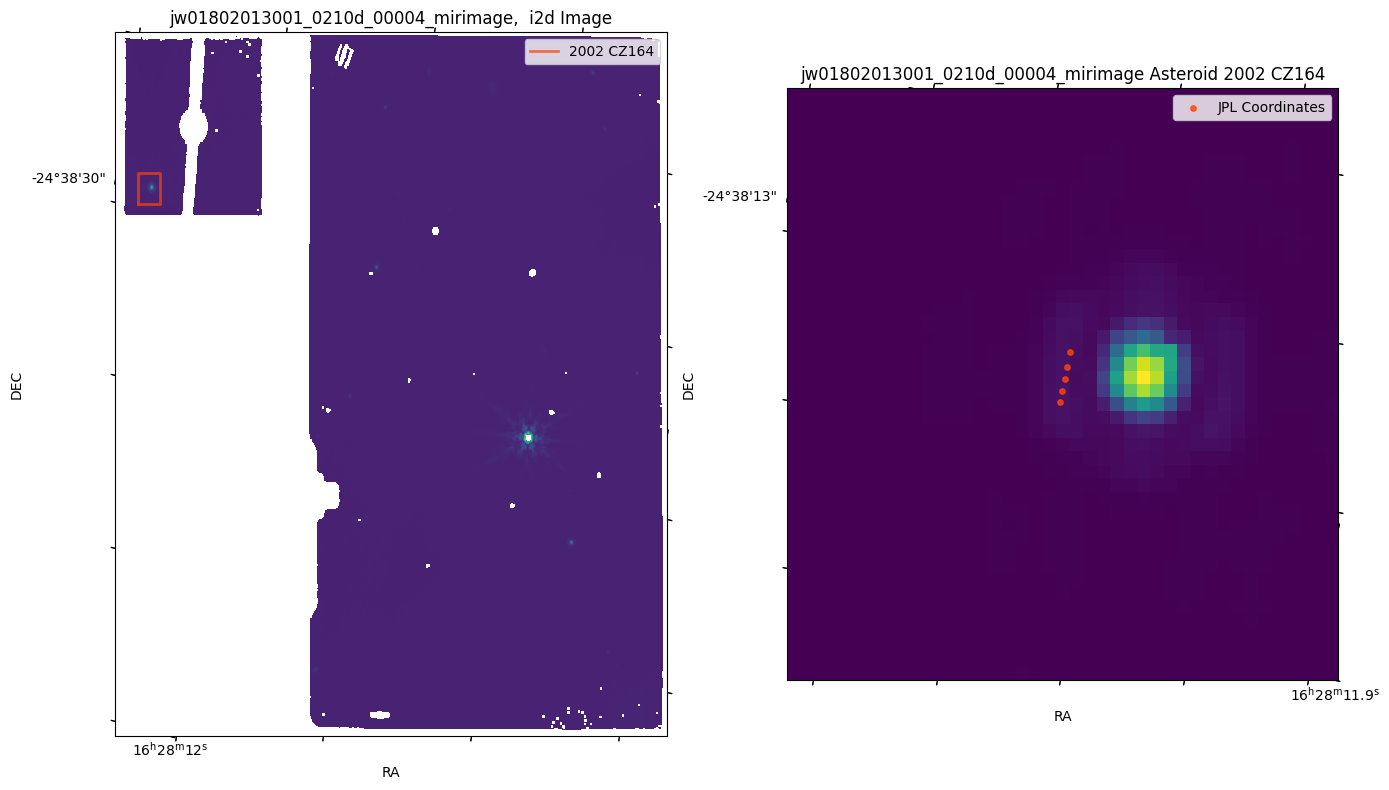 jw01802013001_0210d_00004_mirimage,  i2d Image
2002 CZ164
-24°38'30"
DEC
16ʰ28ᵐ12ˢ
RA
jw01802013001_0210d_00004_mirimage Asteroid 2002 CZ164
JPL Coordinates
-24°38'13"
DEC
16ʰ28ᵐ11.9ˢ
RA